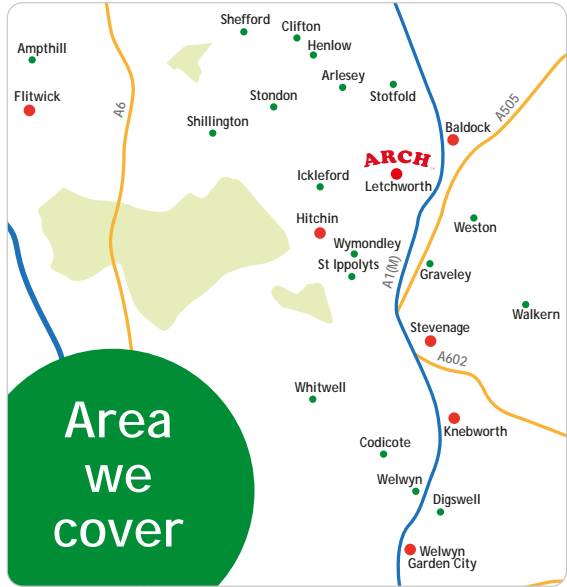 Shefford
Clifton
Henlow
Ampthill
Arlesey
Flitwick
Stondon
Stotfold
A6
A505
Shillington
Baldock
ARCH™
Ickleford
Letchworth
Hitchin
Weston
Wymondley
St Ippolyts
A1(M)
Graveley
Walkern
Stevenage
A602
Whitwell
Area
we
cover
Knebworth
Codicote
Welwyn
Digswell
Welwyn
Garden City